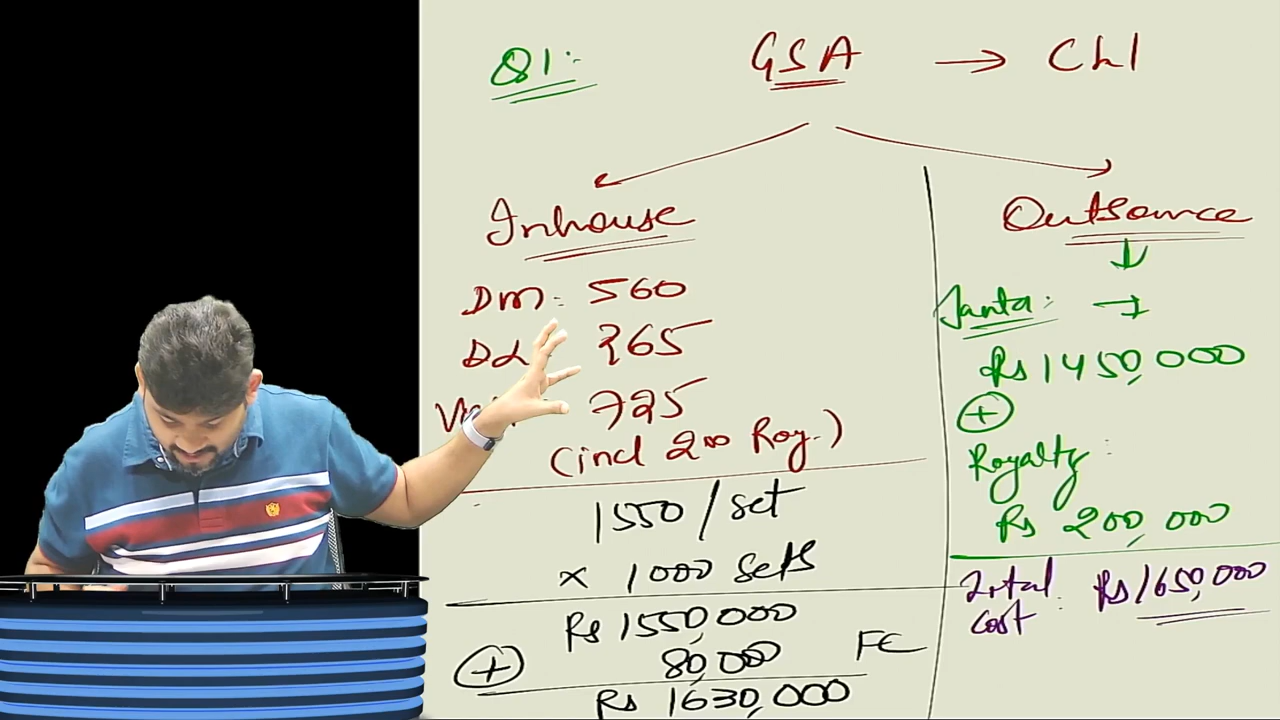 Q1:-
GSA → Ch1
Inhouse
DM: 560
DL 265
725
(incl 200 Roy.)
1550/set
x 1000 sets
Rs 1550,000
+ 80,000 FC
Rs 1630,000
Outsource
Janta: →
Rs 1450,000
+
Royalty:
Rs 200,000
Total cost: Rs 1650,000